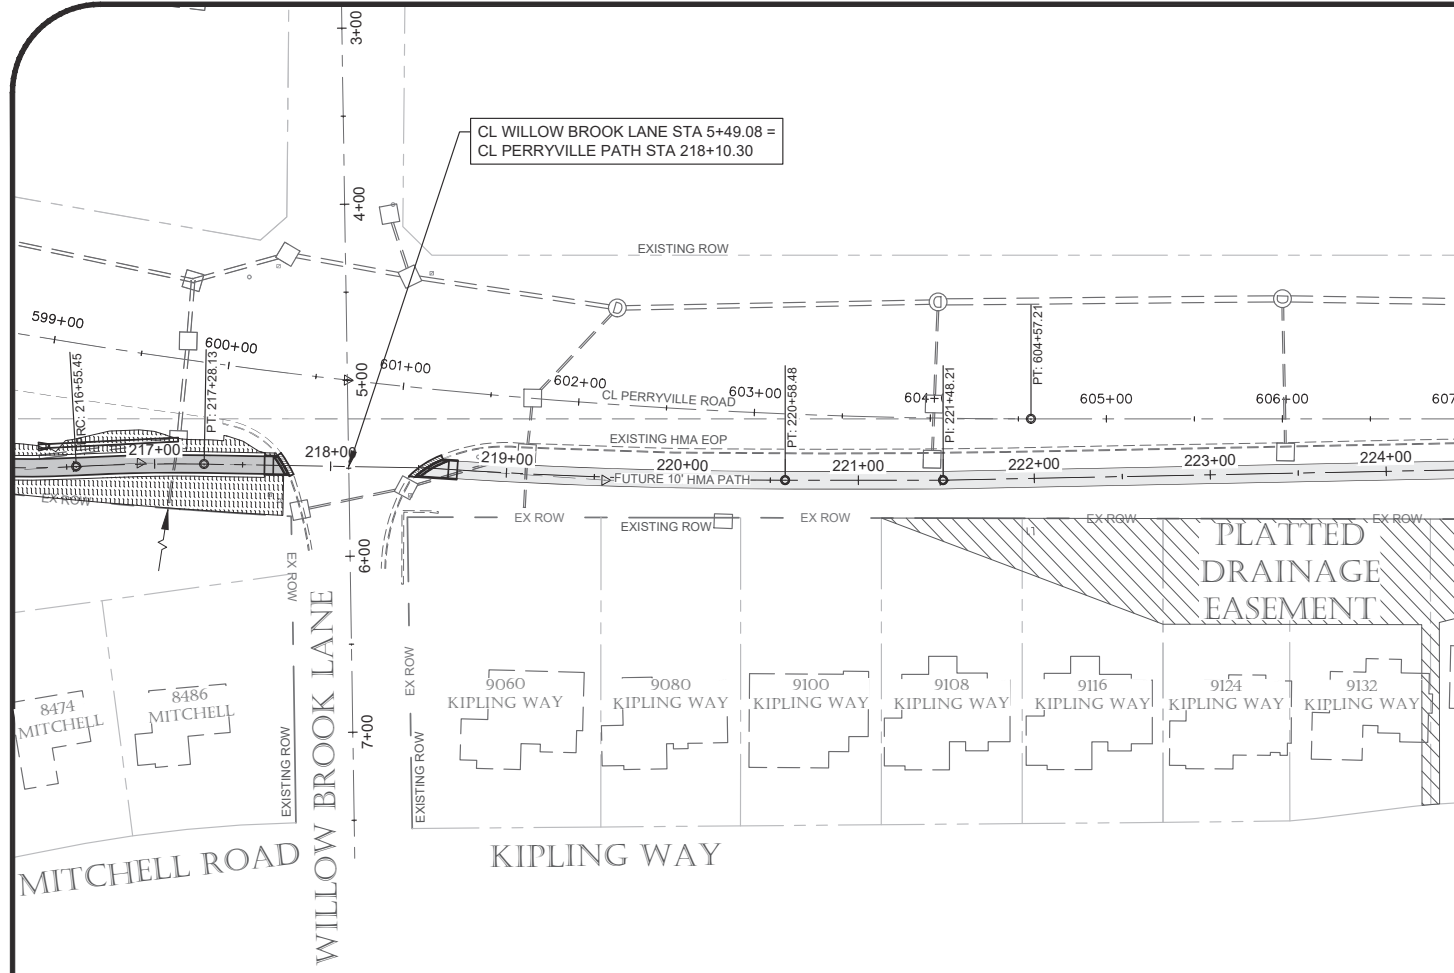 3+00
CL WILLOW BROOK LANE STA 5+49.08 =
CL PERRYVILLE PATH STA 218+10.30
4+00
EXISTING ROW
599+00
600+00
601+00
602+00
603+00
605+00
606+00
RC: 216+55.45
PT: 217+28.13
5+00
CL PERRYVILLE ROAD
PT: 220+58.48
PI: 221+48.21
PT: 604+57.21
EXISTING HMA EOP
217+00
219+00
220+00
221+00
222+00
223+00
224+00
FUTURE 10' HMA PATH
EX ROW
EX ROW
EXISTING ROW
EX ROW
EX ROW
EX ROW
PLATTED
DRAINAGE
EASEMENT
6+00
EX ROW
EX ROW
7+00
EXISTING ROW
EXISTING ROW
8474
MITCHELL
8486
MITCHELL
9060
KIPLING WAY
9080
KIPLING WAY
9100
KIPLING WAY
9108
KIPLING WAY
9116
KIPLING WAY
9124
KIPLING WAY
9132
KIPLING WAY
WILLOW BROOK LANE
MITCHELL ROAD
KIPLING WAY